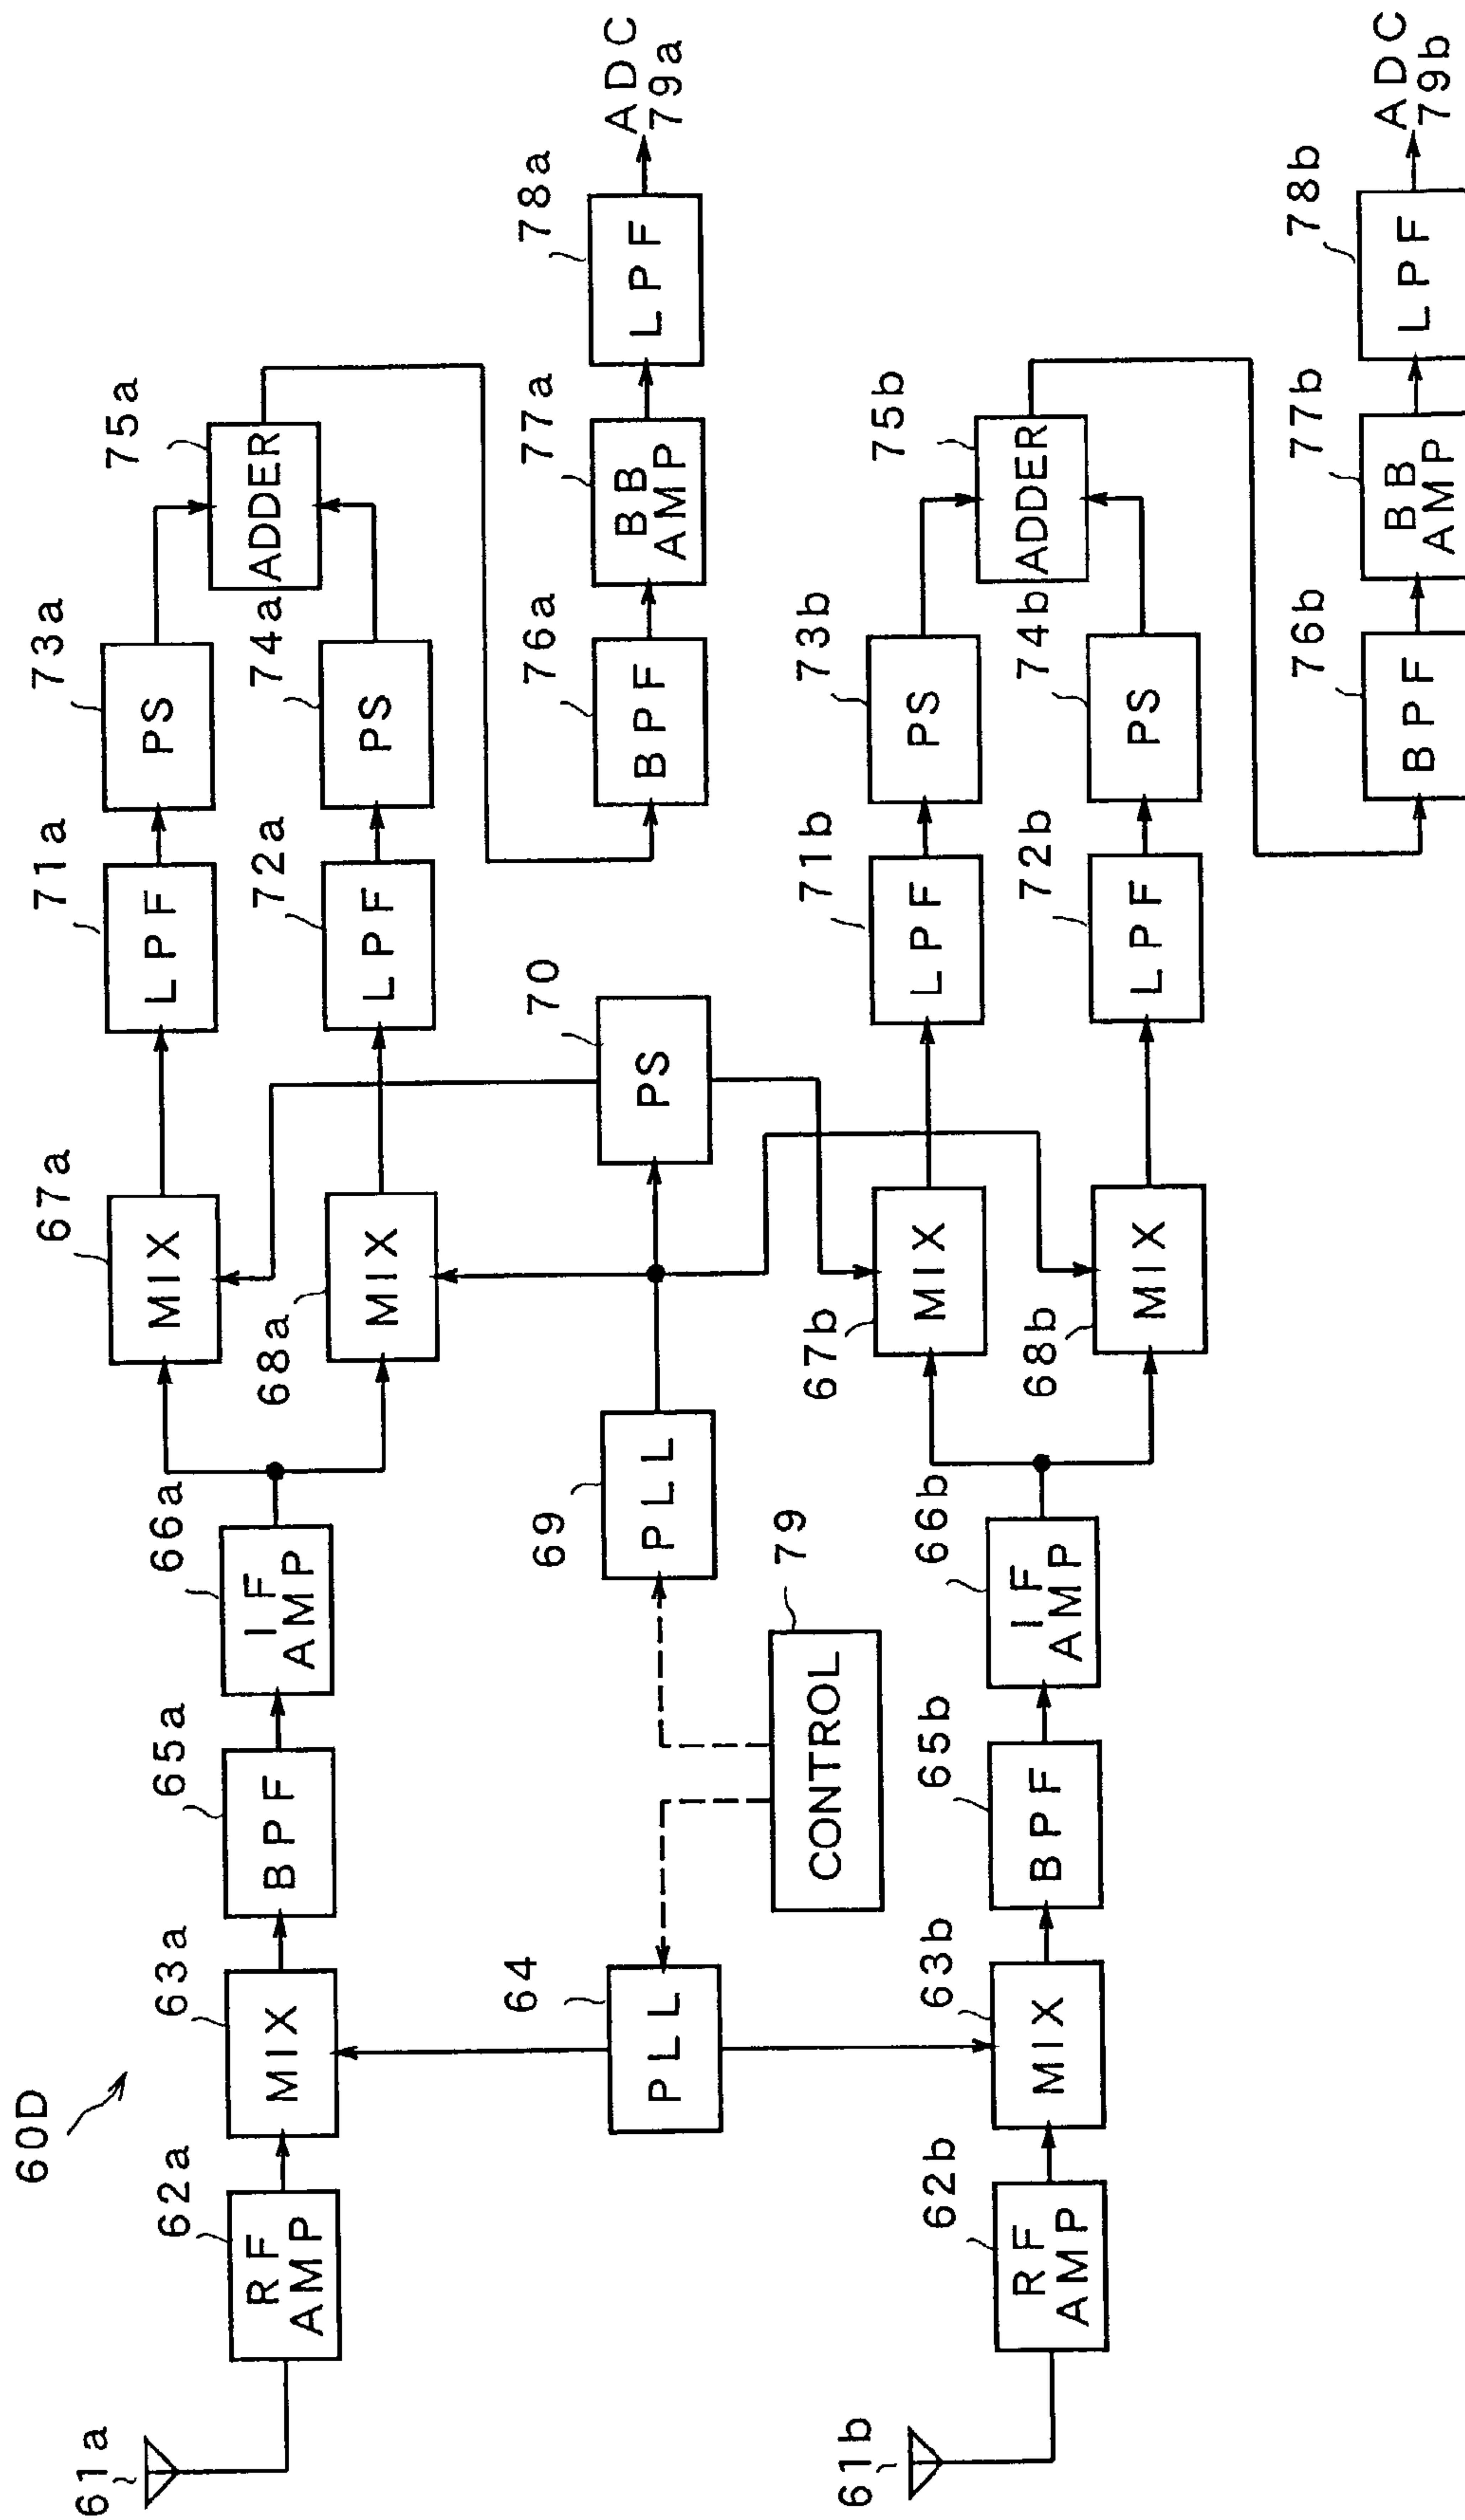 60D
61a
62a
RF
AMP
63a
MIX
65a
BPF
66a
IF
AMP
67a
MIX
68a
MIX
71a
LPF
72a
LPF
73a
PS
74a
PS
75a
ADDER
76a
BPF
77a
BB
AMP
78a
LPF
ADC
79a
64
PLL
69
PLL
70
PS
79
CONTROL
61b
62b
RF
AMP
63b
MIX
65b
BPF
66b
IF
AMP
67b
MIX
68b
MIX
71b
LPF
72b
LPF
73b
PS
74b
PS
75b
ADDER
76b
BPF
77b
BB
AMP
78b
LPF
ADC
79b